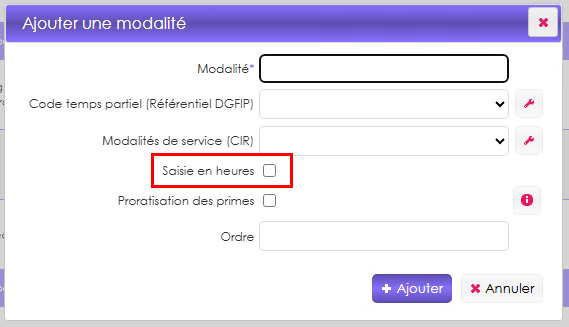 Ajouter une modalité
Modalité*
Code temps partiel (Référentiel DGFIP)
Modalités de service (CIR)
Saisie en heures
Proratisation des primes
Ordre
Ajouter
Annuler